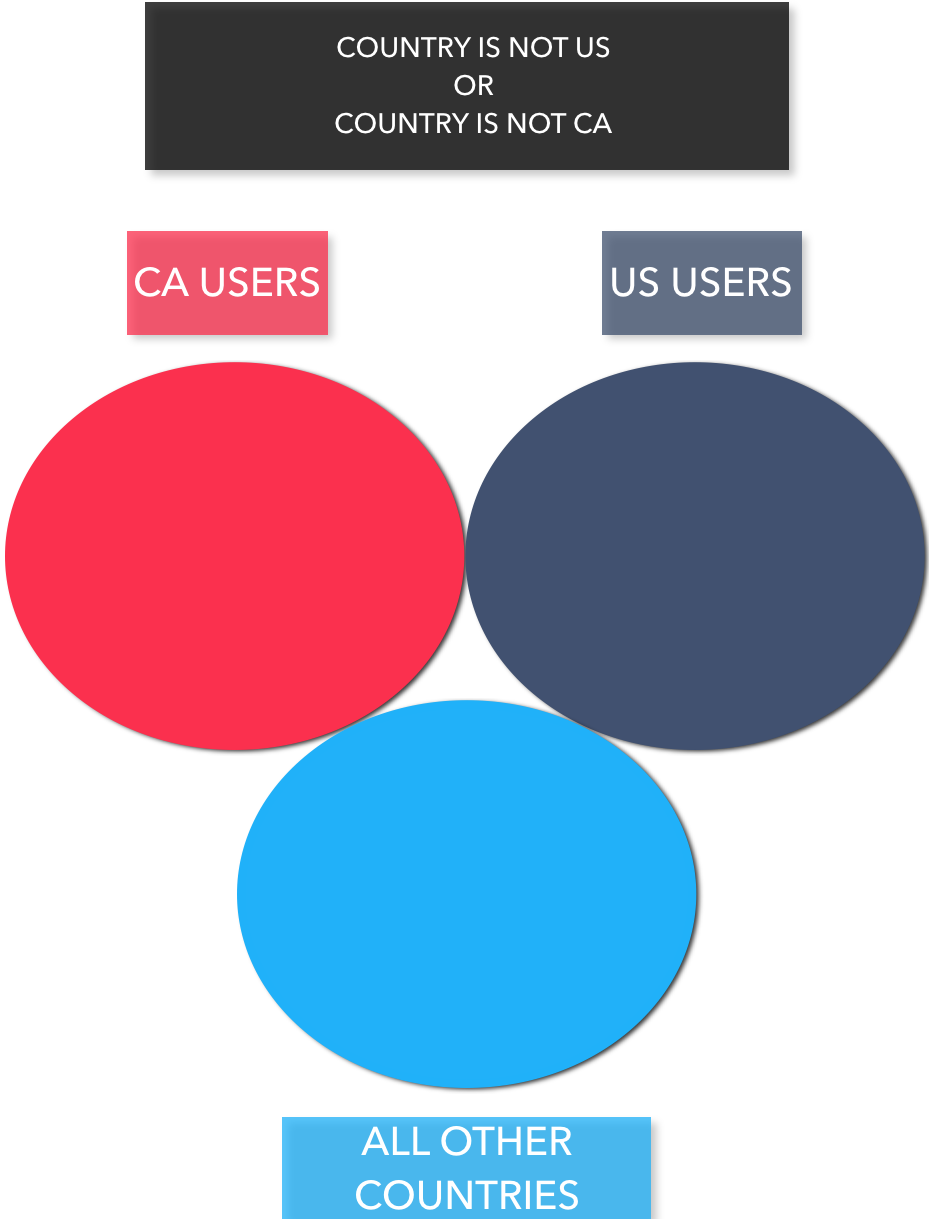 COUNTRY IS NOT US
OR
COUNTRY IS NOT CA
CA USERS
US USERS
ALL OTHER
COUNTRIES